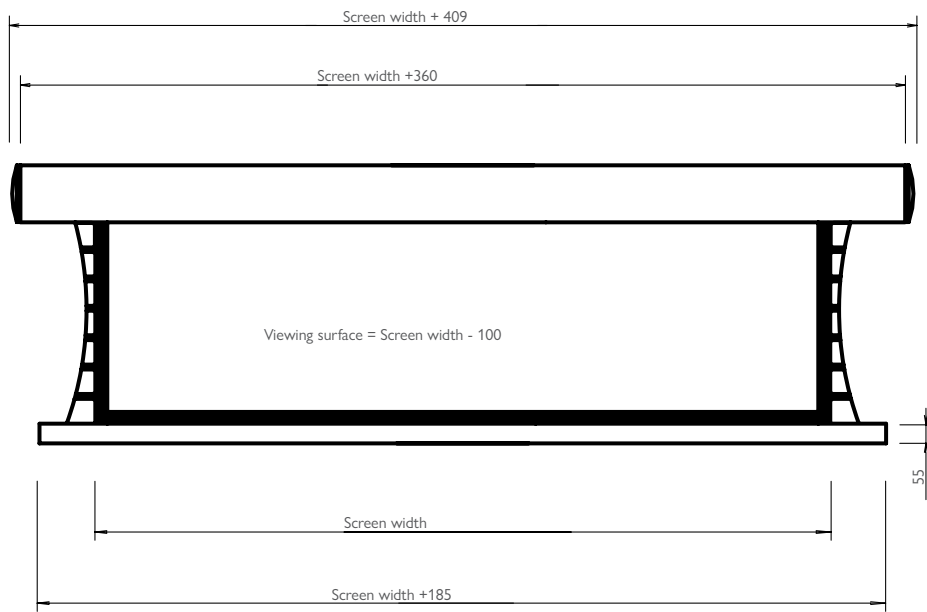 Screen width + 409
Screen width +360
Viewing surface = Screen width - 100
55
Screen width
Screen width +185